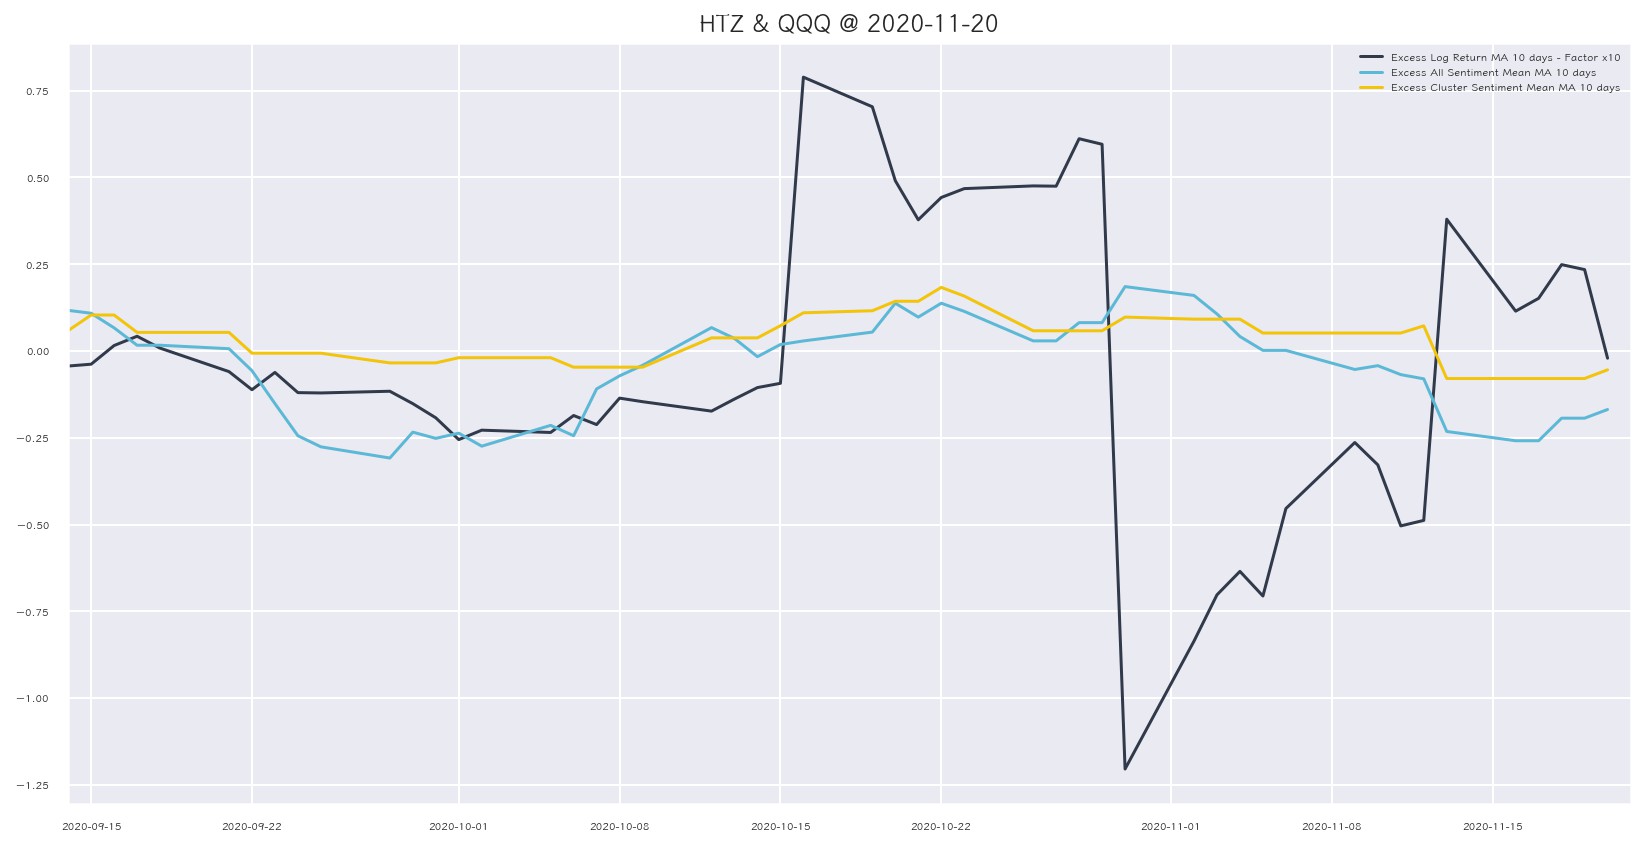 HTZ & QQQ @ 2020-11-20
Excess Log Return MA 10 days - Factor x10
Excess All Sentiment Mean MA 10 days
Excess Cluster Sentiment Mean MA 10 days
0.75
0.50
0.25
0.00
−0.25
−0.50
−0.75
−1.00
−1.25
2020-09-15 2020-09-22 2020-10-01 2020-10-08 2020-10-15 2020-10-22 2020-11-01 2020-11-08 2020-11-15